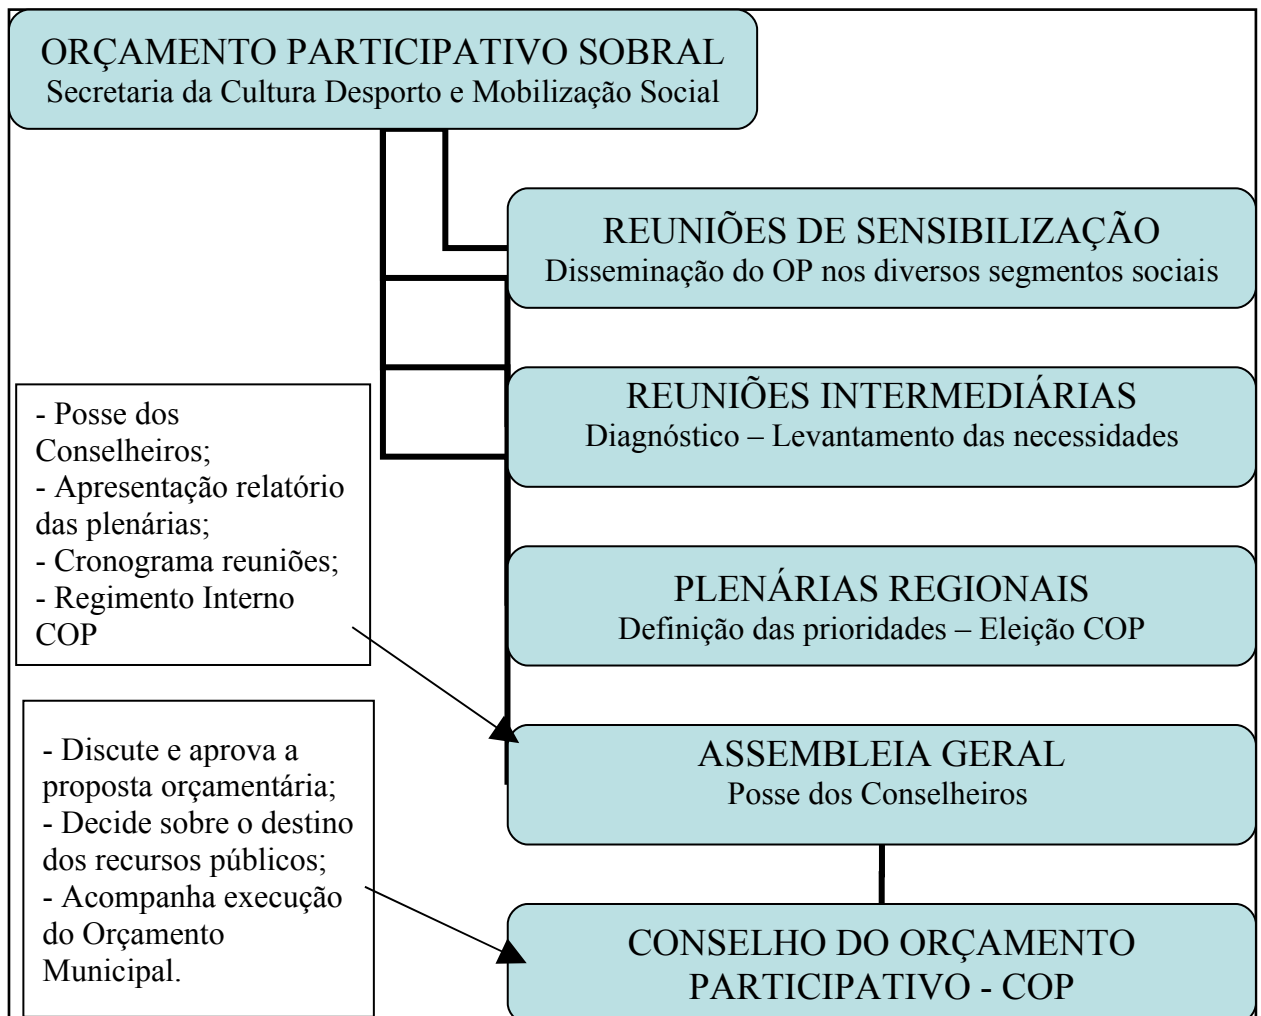 ORÇAMENTO PARTICIPATIVO SOBRAL
Secretaria da Cultura Desporto e Mobilização Social
REUNIÕES DE SENSIBILIZAÇÃO
Disseminação do OP nos diversos segmentos sociais
REUNIÕES INTERMEDIÁRIAS
Diagnóstico – Levantamento das necessidades
- Posse dos
Conselheiros;
- Apresentação relatório
das plenárias;
- Cronograma reuniões;
- Regimento Interno
COP
PLENÁRIAS REGIONAIS
Definição das prioridades – Eleição COP
ASSEMBLEIA GERAL
Posse dos Conselheiros
- Discute e aprova a
proposta orçamentária;
- Decide sobre o destino
dos recursos públicos;
- Acompanha execução
do Orçamento
Municipal.
CONSELHO DO ORÇAMENTO
PARTICIPATIVO - COP